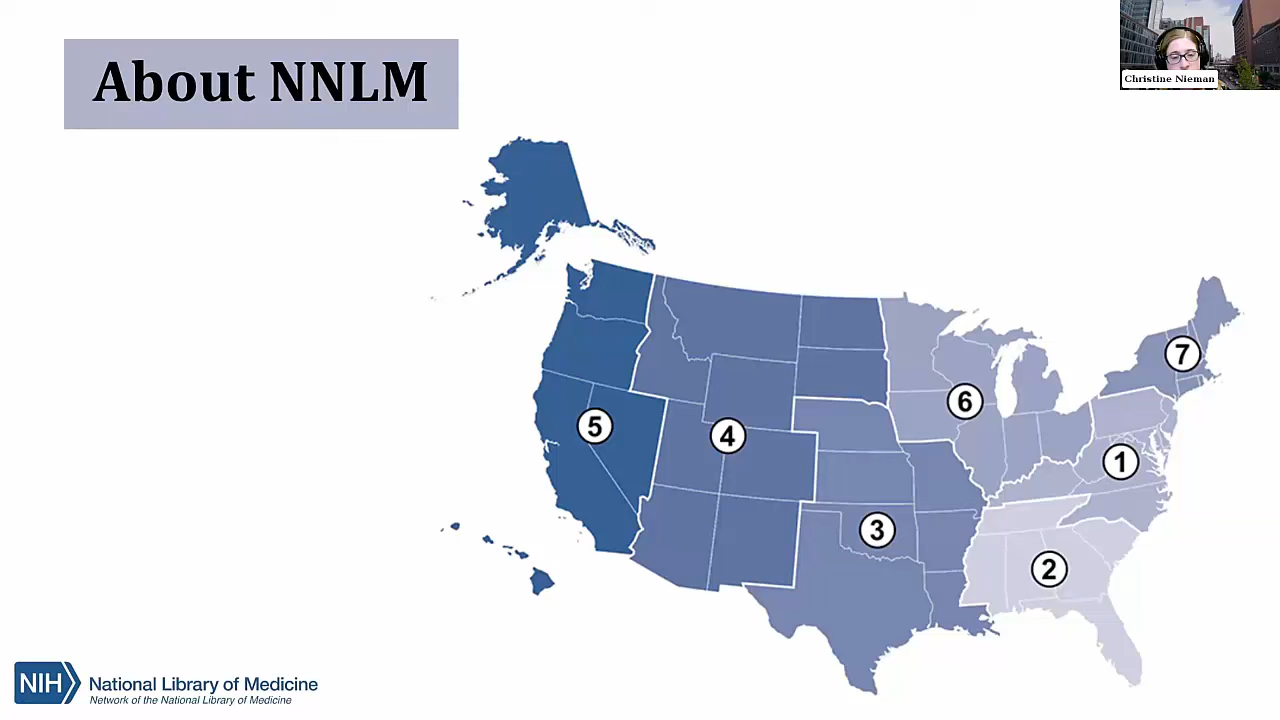 About NNLM
Christine Nieman
7
6
5
4
1
3
2
NIH
National Library of Medicine
Network of the National Library of Medicine